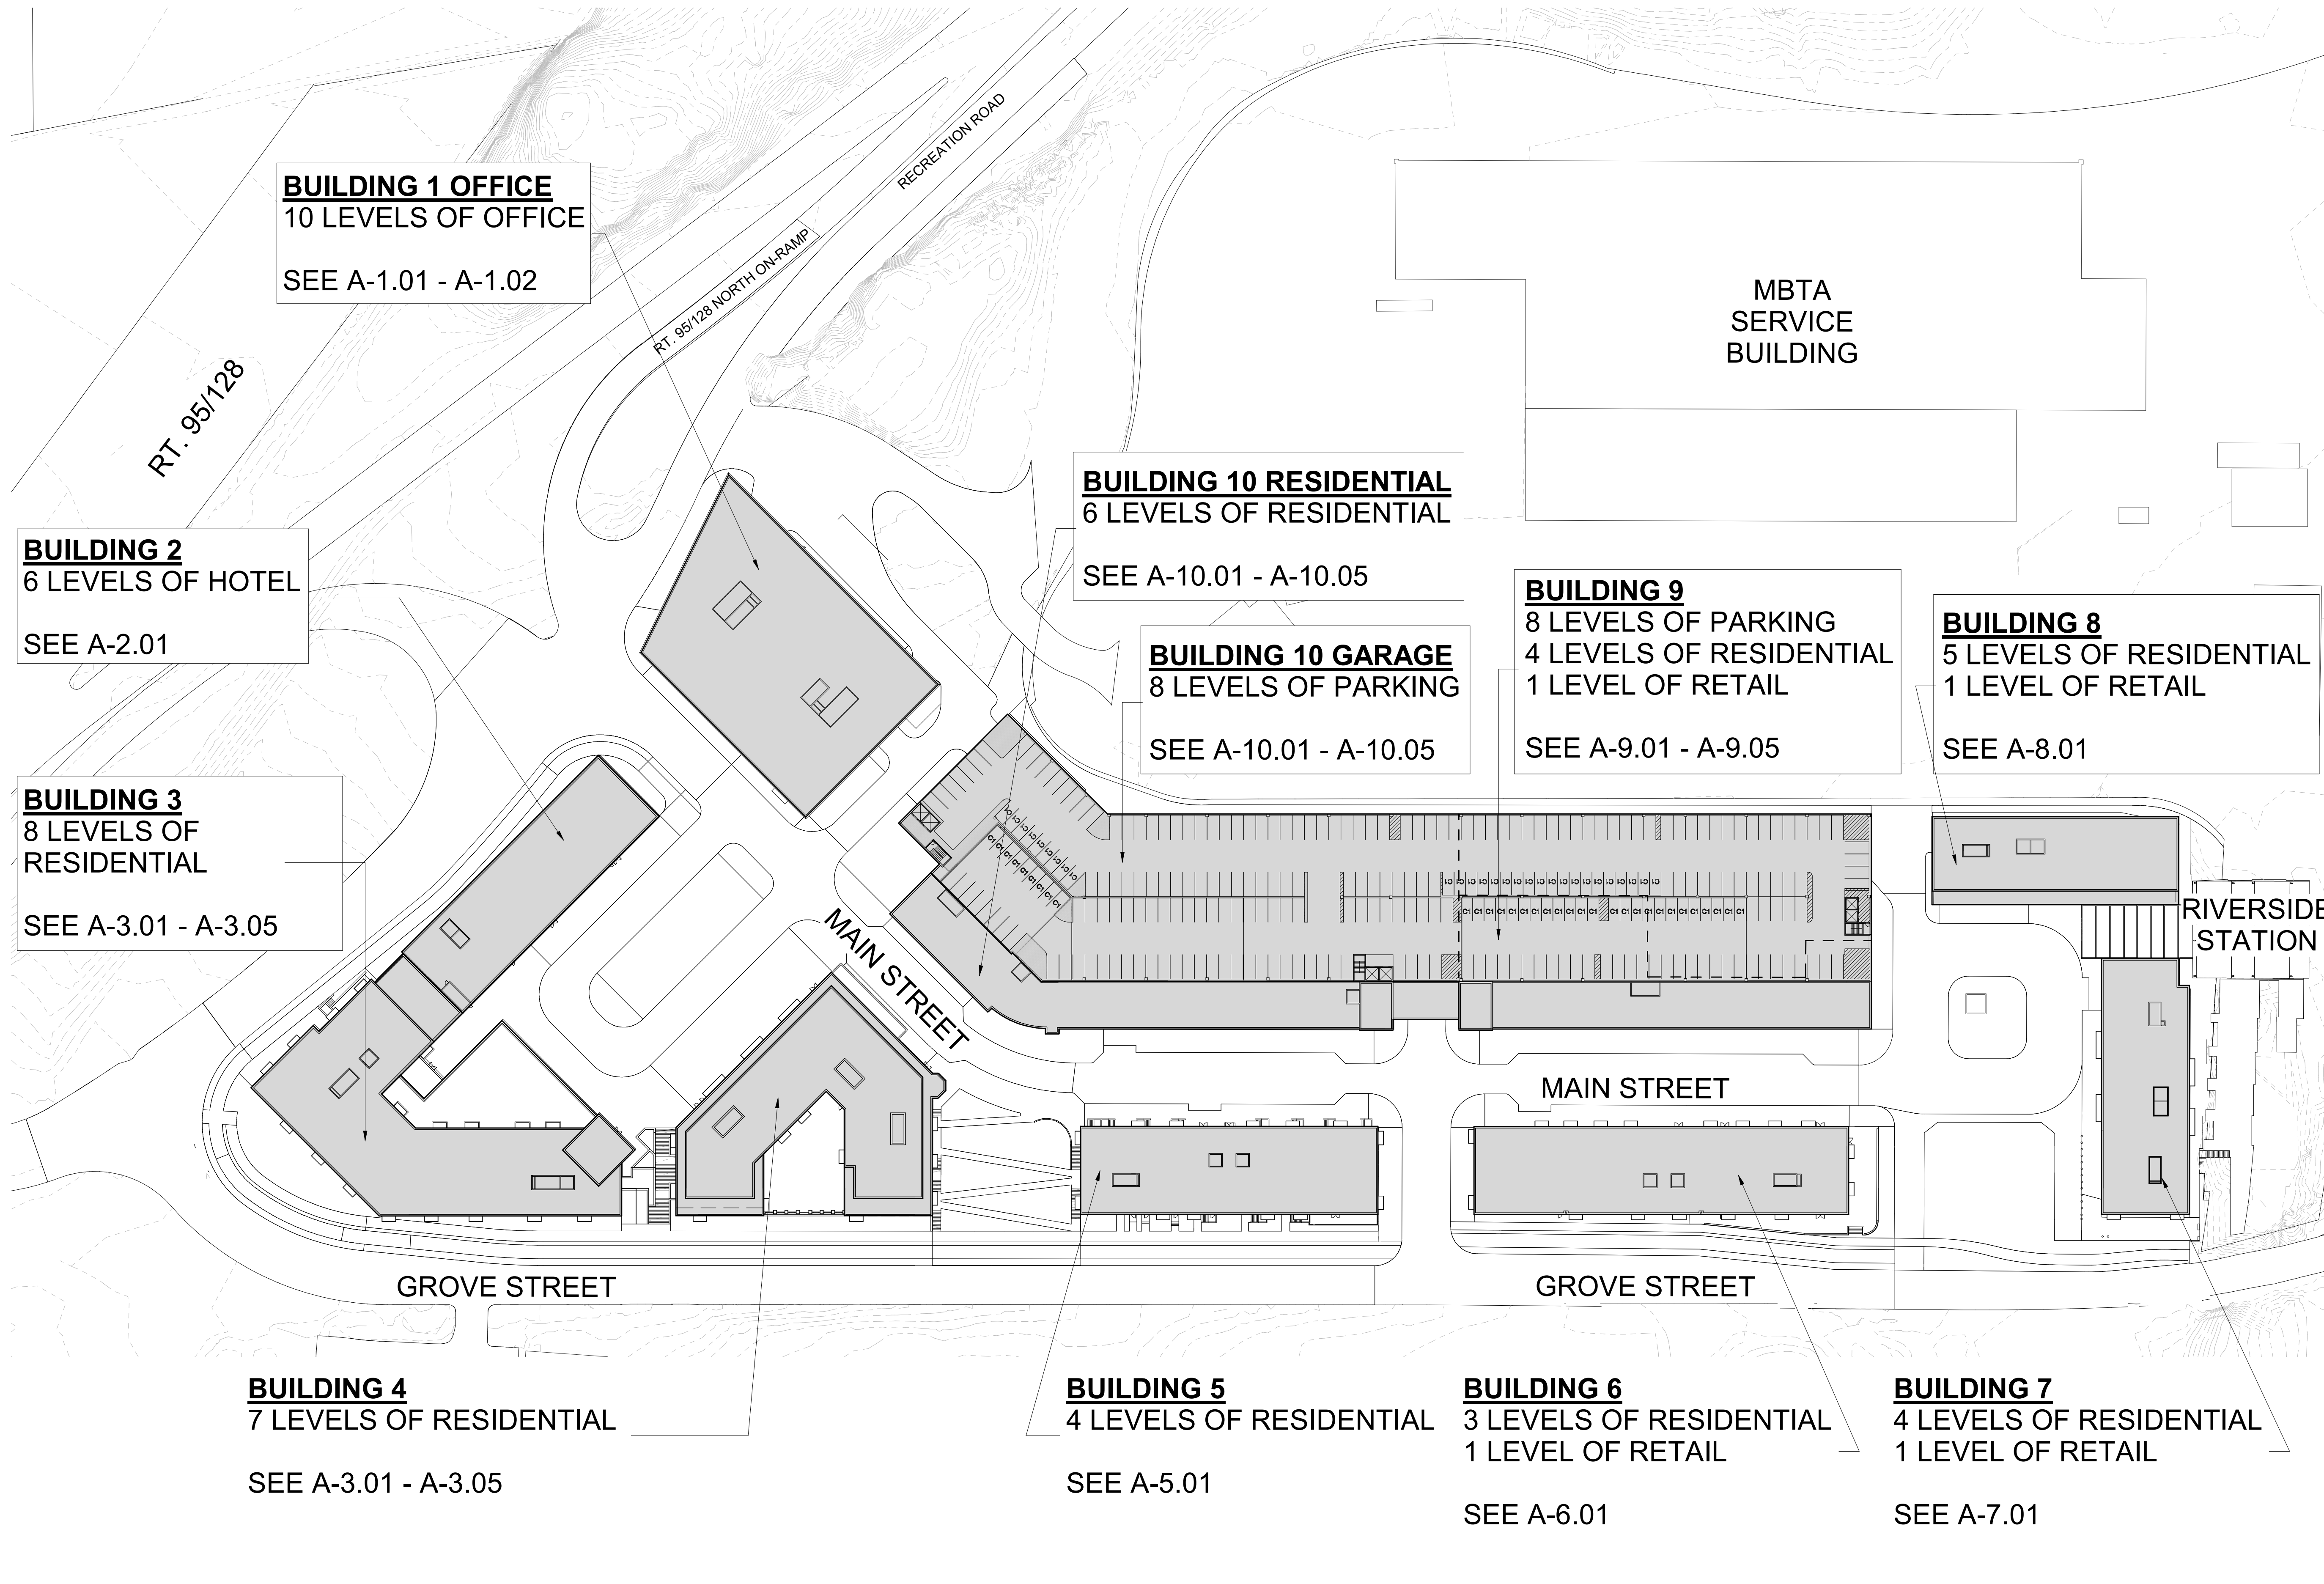 RECREATION ROAD
RT. 95/128 NORTH ON-RAMP
RT. 95/128
BUILDING 1 OFFICE
10 LEVELS OF OFFICE
SEE A-1.01 - A-1.02
MBTA
SERVICE
BUILDING
BUILDING 2
6 LEVELS OF HOTEL
SEE A-2.01
BUILDING 10 RESIDENTIAL
6 LEVELS OF RESIDENTIAL
SEE A-10.01 - A-10.05
BUILDING 10 GARAGE
8 LEVELS OF PARKING
SEE A-10.01 - A-10.05
BUILDING 9
8 LEVELS OF PARKING
4 LEVELS OF RESIDENTIAL
1 LEVEL OF RETAIL
SEE A-9.01 - A-9.05
BUILDING 8
5 LEVELS OF RESIDENTIAL
1 LEVEL OF RETAIL
SEE A-8.01
BUILDING 3
8 LEVELS OF
RESIDENTIAL
SEE A-3.01 - A-3.05
RIVERSIDE
STATION
MAIN STREET
MAIN STREET
GROVE STREET
GROVE STREET
BUILDING 4
7 LEVELS OF RESIDENTIAL
SEE A-3.01 - A-3.05
BUILDING 5
4 LEVELS OF RESIDENTIAL
SEE A-5.01
BUILDING 6
3 LEVELS OF RESIDENTIAL
1 LEVEL OF RETAIL
SEE A-6.01
BUILDING 7
4 LEVELS OF RESIDENTIAL
1 LEVEL OF RETAIL
SEE A-7.01